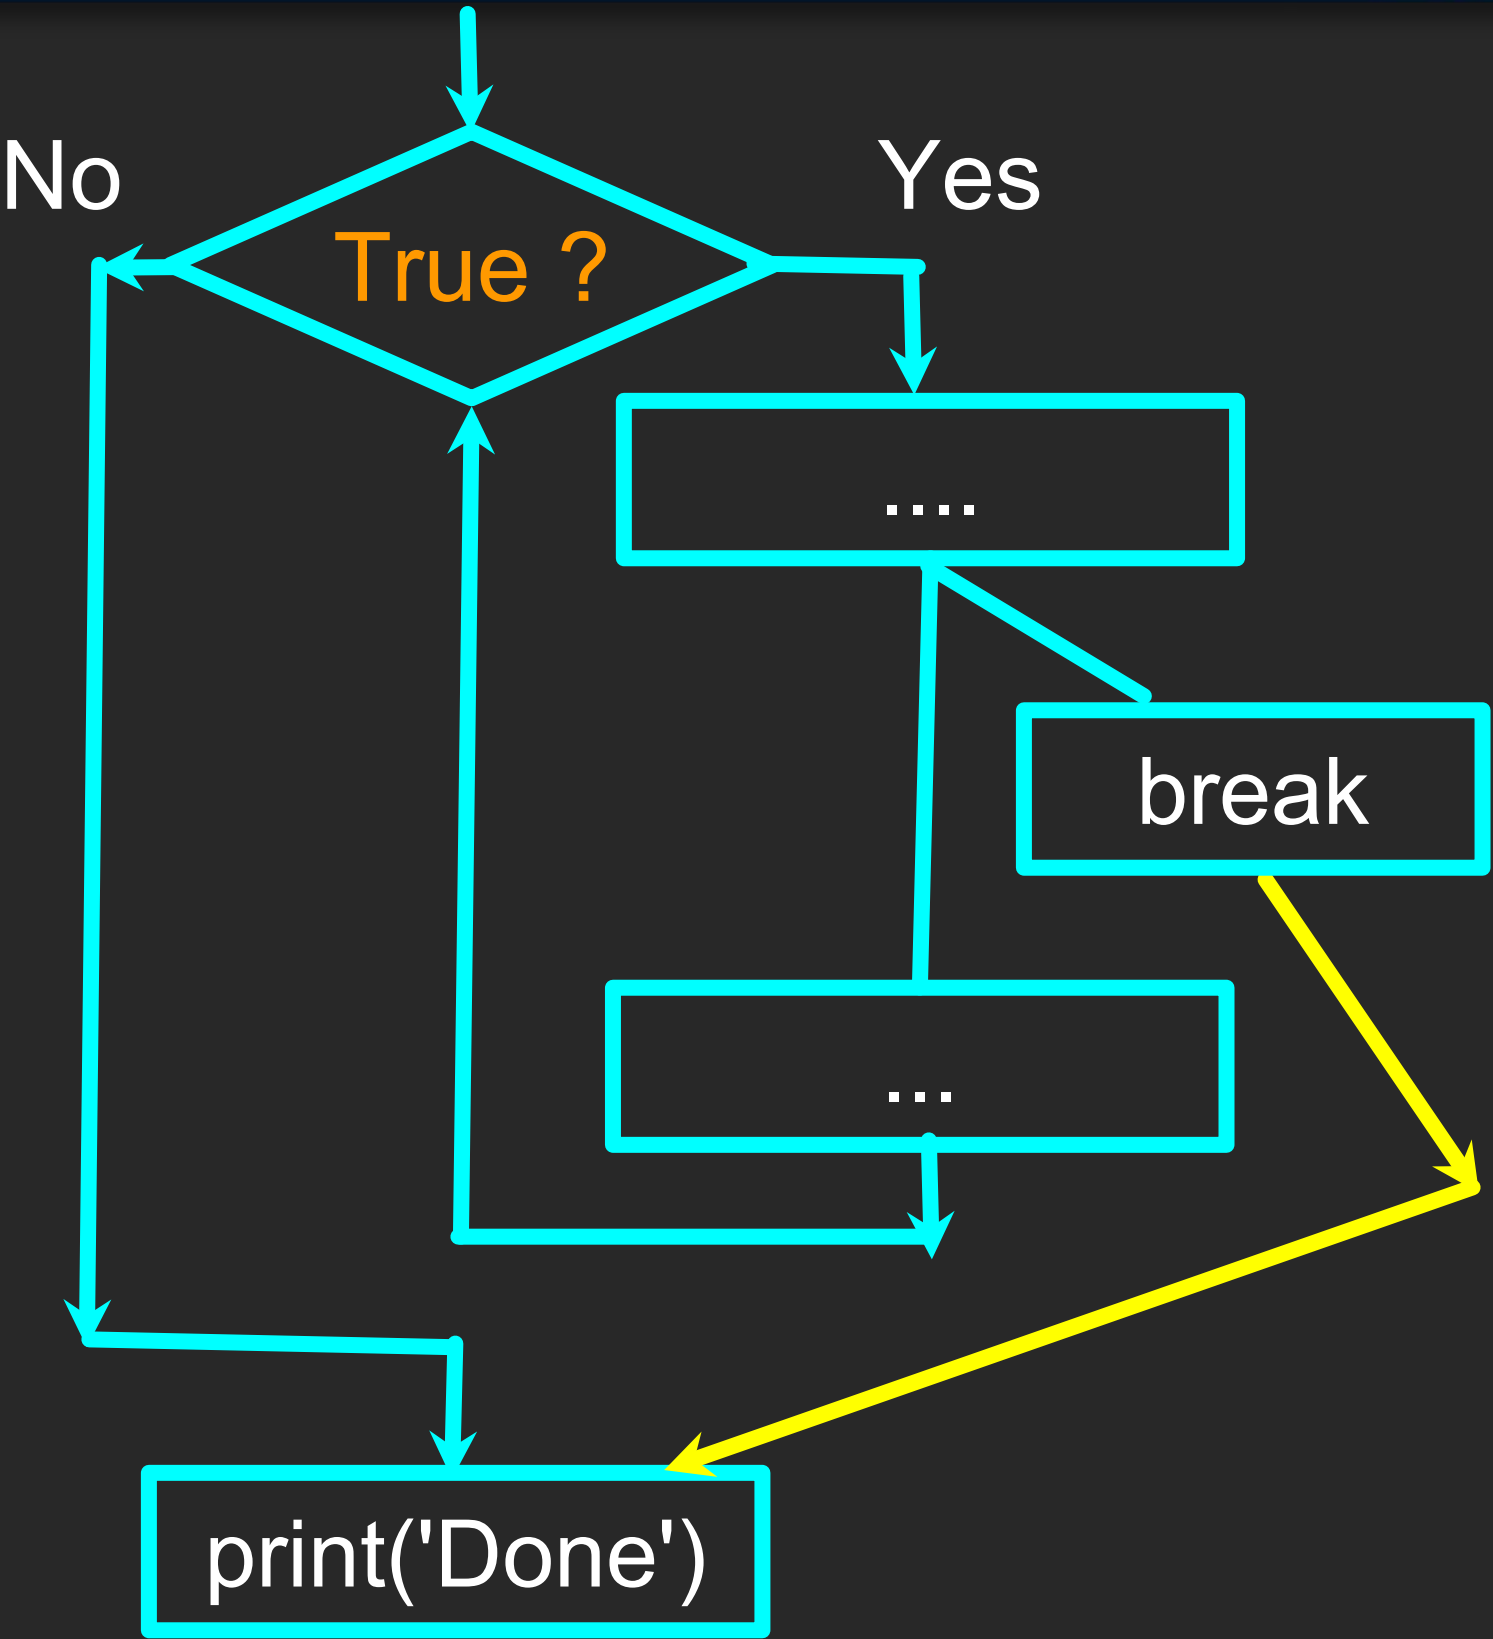 No
Yes
True ?
....
break
...
print('Done')